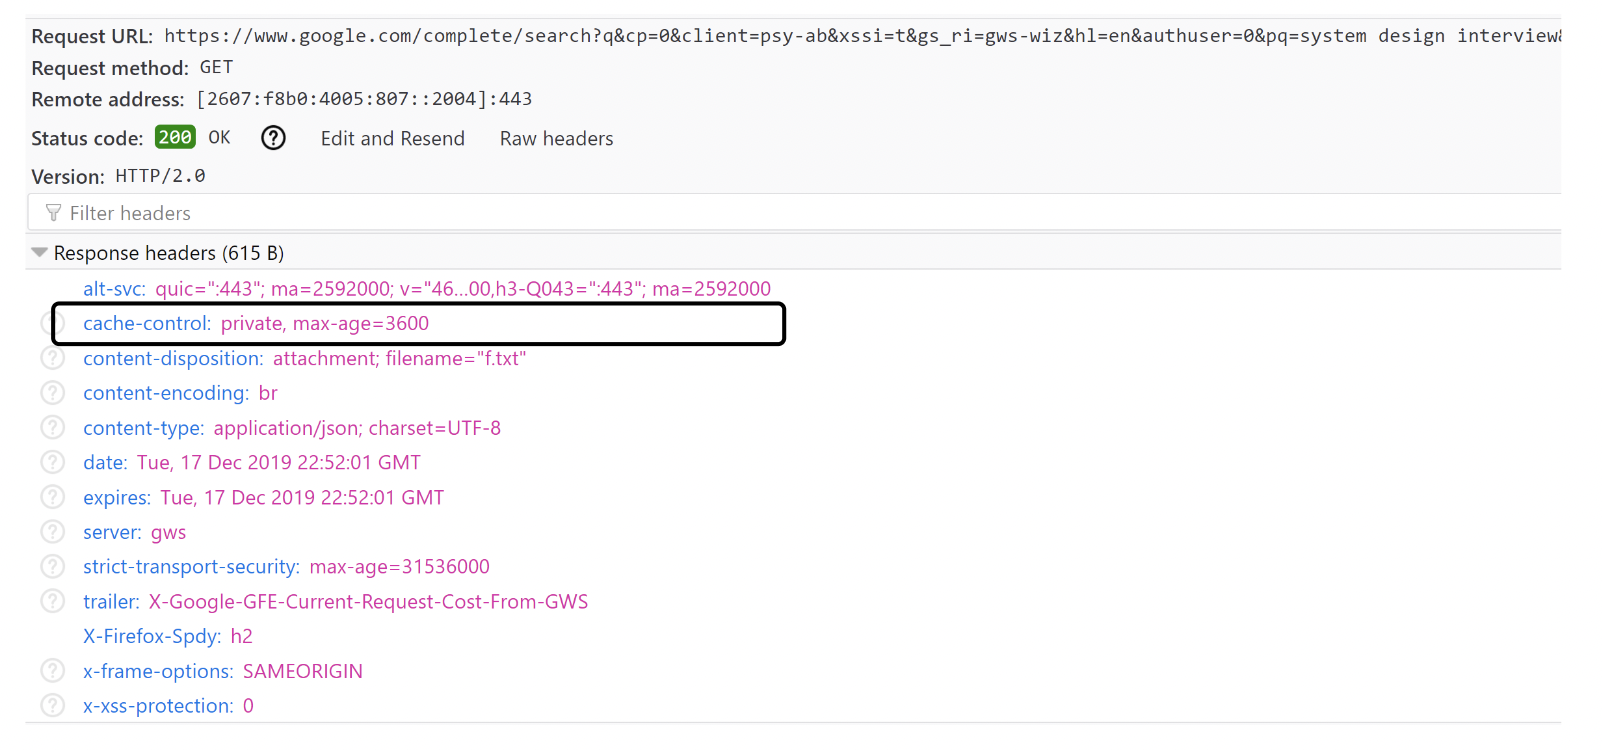 Request URL: https://www.google.com/complete/search?q&cp=0&client=psy-ab&xssi=t&gs_ri=gws-wiz&hl=en&authuser=0&pq=system design interview&
Request method: GET
Remote address: [2607:f8b0:4005:807::2004]:443
Status code: 200 OK ? Edit and Resend Raw headers
Version: HTTP/2.0
Filter headers
Response headers (615 B)
alt-svc: quic=":443"; ma=2592000; v="46...00,h3-Q043=":443"; ma=2592000
? cache-control: private, max-age=3600
? content-disposition: attachment; filename="f.txt"
? content-encoding: br
? content-type: application/json; charset=UTF-8
? date: Tue, 17 Dec 2019 22:52:01 GMT
? expires: Tue, 17 Dec 2019 22:52:01 GMT
? server: gws
? strict-transport-security: max-age=31536000
? trailer: X-Google-GFE-Current-Request-Cost-From-GWS
X-Firefox-Spdy: h2
? x-frame-options: SAMEORIGIN
? x-xss-protection: 0